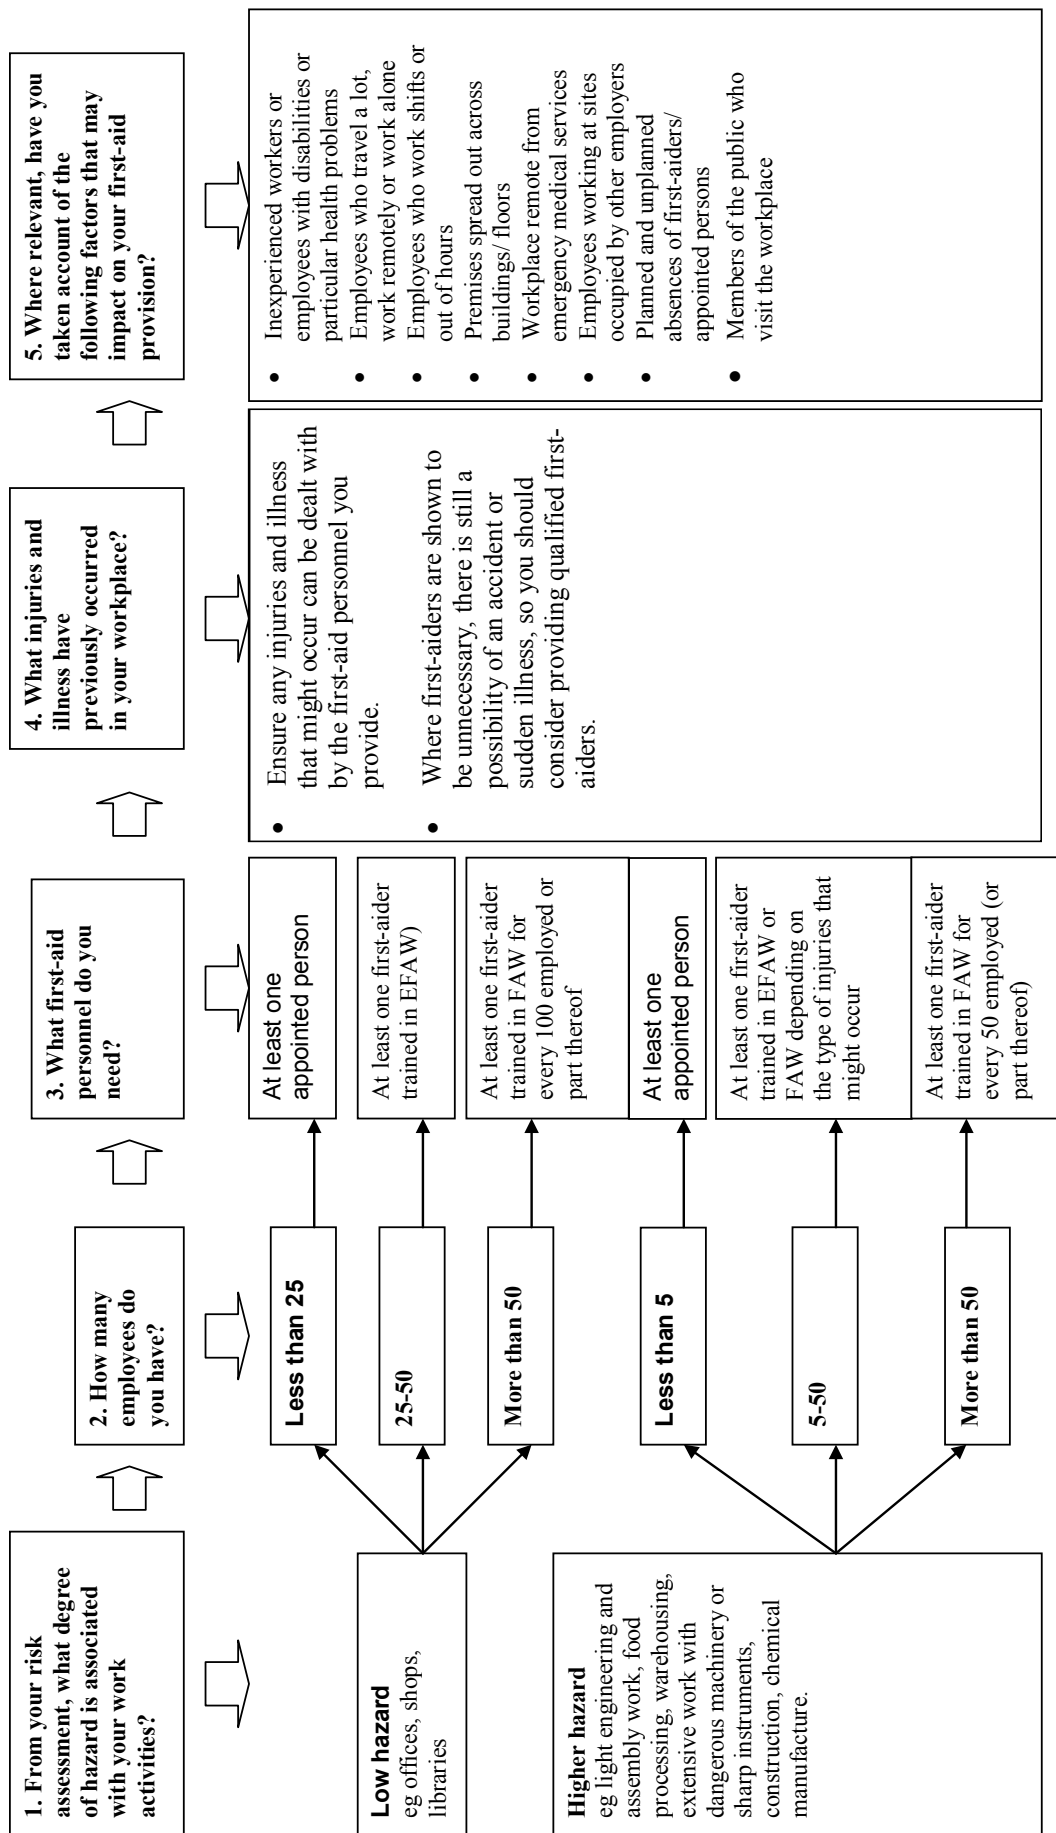 1. From your risk
assessment, what degree
of hazard is associated
with your work
activities?
2. How many
employees do
you have?
3. What first-aid
personnel do you
need?
4. What injuries and
illness have
previously occurred
in your workplace?
5. Where relevant, have you
taken account of the
following factors that may
impact on your first-aid
provision?
Low hazard
eg offices, shops,
libraries
Less than 25
At least one
appointed person
25-50
At least one first-aider
trained in EFAW)
More than 50
At least one first-aider
trained in FAW for
every 100 employed or
part thereof
Higher hazard
eg light engineering and
assembly work, food
processing, warehousing,
extensive work with
dangerous machinery or
sharp instruments,
construction, chemical
manufacture.
Less than 5
At least one
appointed person
5-50
At least one first-aider
trained in EFAW or
FAW depending on
the type of injuries that
might occur
More than 50
At least one first-aider
trained in FAW for
every 50 employed (or
part thereof)
• Ensure any injuries and illness
that might occur can be dealt with
by the first-aid personnel you
provide.
• Where first-aiders are shown to
be unnecessary, there is still a
possibility of an accident or
sudden illness, so you should
consider providing qualified first-
aiders.
• Inexperienced workers or
employees with disabilities or
particular health problems
• Employees who travel a lot,
work remotely or work alone
• Employees who work shifts or
out of hours
• Premises spread out across
buildings/ floors
• Workplace remote from
emergency medical services
• Employees working at sites
occupied by other employers
• Planned and unplanned
absences of first-aiders/
appointed persons
• Members of the public who
visit the workplace